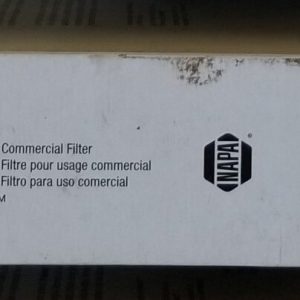 Commercial Filter
Filtre pour usage commercial
Filtro para uso comercial
M
NAPA
®